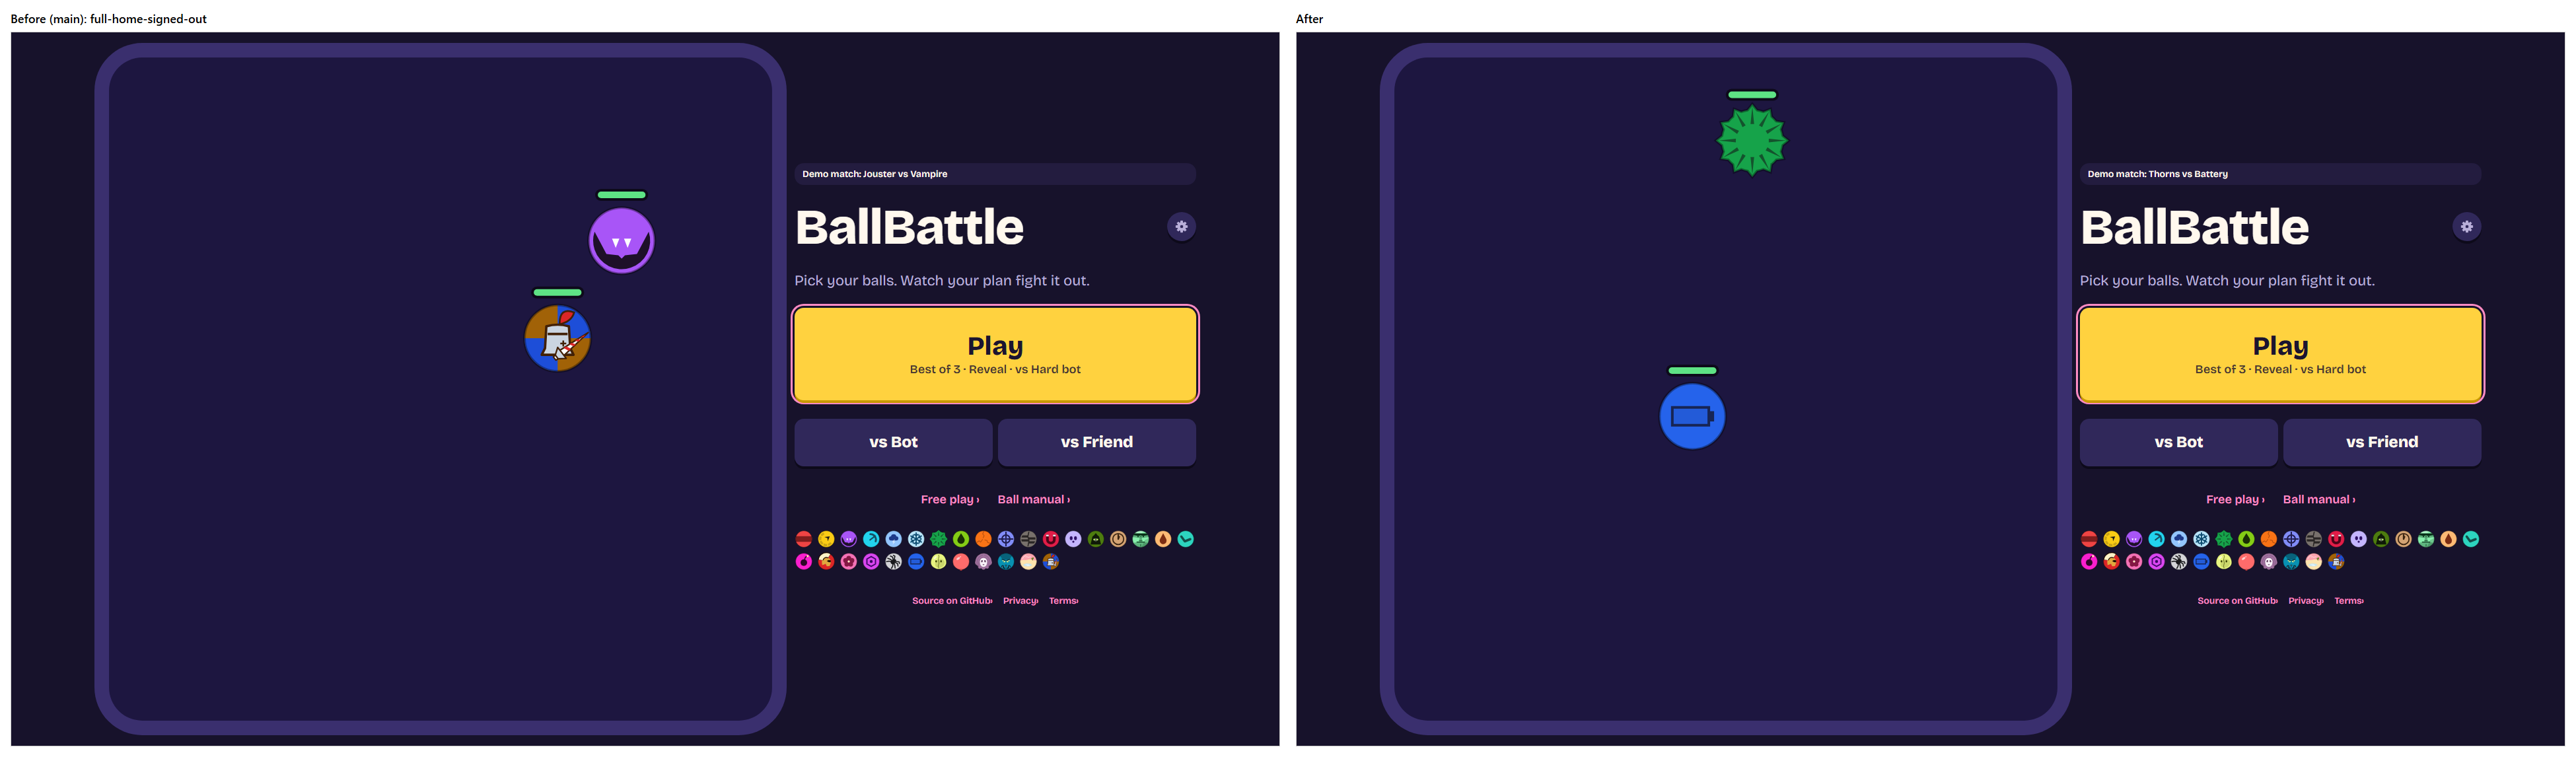 Before (main): full-home-signed-out
Demo match: Jouster vs Vampire
BallBattle
Pick your balls. Watch your plan fight it out.
Play
Best of 3 · Reveal · vs Hard bot
vs Bot
vs Friend
Free play ›
Ball manual ›
Source on GitHub›
Privacy›
Terms›
After
Demo match: Thorns vs Battery
BallBattle
Pick your balls. Watch your plan fight it out.
Play
Best of 3 · Reveal · vs Hard bot
vs Bot
vs Friend
Free play ›
Ball manual ›
Source on GitHub›
Privacy›
Terms›